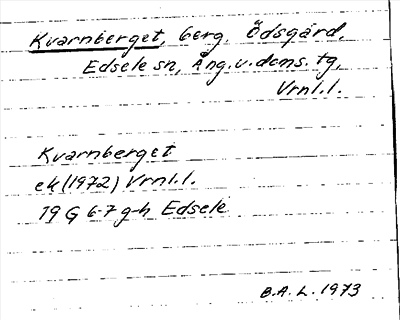 Kvarnberget, berg, Ödsgård,
Edsele sn, Ång.v.doms. tg,
Vrnl.l.
Kvarnberget
ek (1972) Vrnl.l.
19 G 6-7 g-h Edsele
B.A.L. 1973